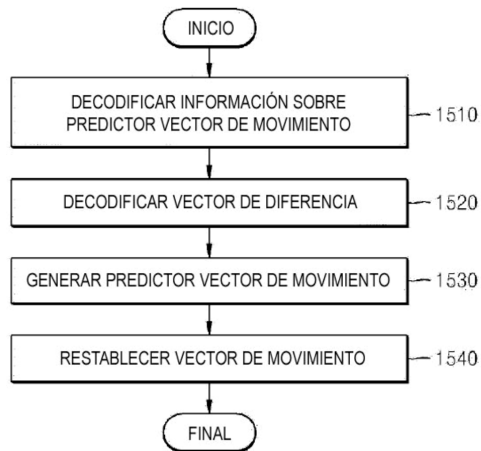 INICIO
DECODIFICAR INFORMACIÓN SOBRE
PREDICTOR VECTOR DE MOVIMIENTO
1510
DECODIFICAR VECTOR DE DIFERENCIA
1520
GENERAR PREDICTOR VECTOR DE MOVIMIENTO
1530
RESTABLECER VECTOR DE MOVIMIENTO
1540
FINAL